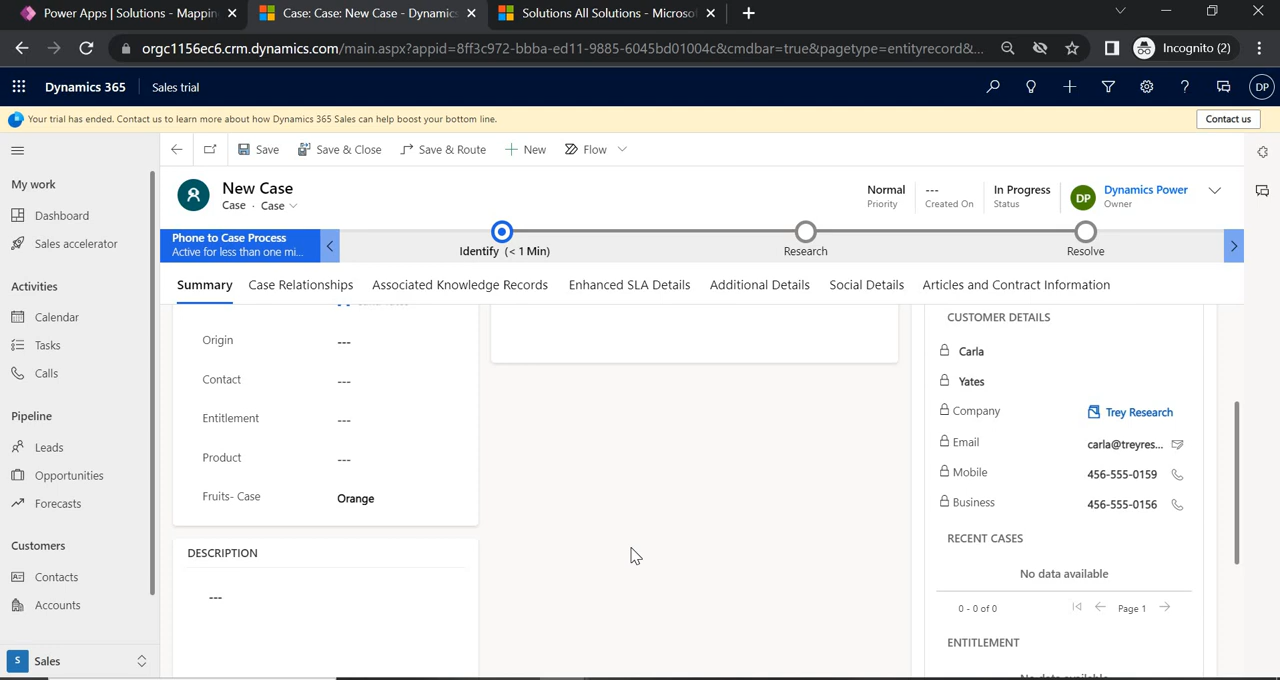 Power Apps | Solutions - Mappin
Case: Case: New Case - Dynamic
Solutions All Solutions - Microsof
orgc1156ec6.crm.dynamics.com/main.aspx?appid=8ff3c972-bbba-ed11-9885-6045bd01004c&cmdbar=true&pagetype=entityrecord&...
Incognito (2)
Dynamics 365
Sales trial
DP
Your trial has ended. Contact us to learn more about how Dynamics 365 Sales can help boost your bottom line.
Contact us
Save
Save & Close
Save & Route
New
Flow
My work
Dashboard
Sales accelerator
Activities
Calendar
Tasks
Calls
Pipeline
Leads
Opportunities
Forecasts
Customers
Contacts
Accounts
S
Sales
New Case
Case · Case
Normal
Priority
---
Created On
In Progress
Status
DP
Dynamics Power
Owner
Phone to Case Process
Active for less than one mi...
Identify (< 1 Min)
Research
Resolve
Summary
Case Relationships
Associated Knowledge Records
Enhanced SLA Details
Additional Details
Social Details
Articles and Contract Information
Origin ---
Contact ---
Entitlement ---
Product ---
Fruits- Case Orange
DESCRIPTION
---
CUSTOMER DETAILS
Carla
Yates
Company Trey Research
Email carla@treyres...
Mobile 456-555-0159
Business 456-555-0156
RECENT CASES
No data available
0 - 0 of 0
Page 1
ENTITLEMENT